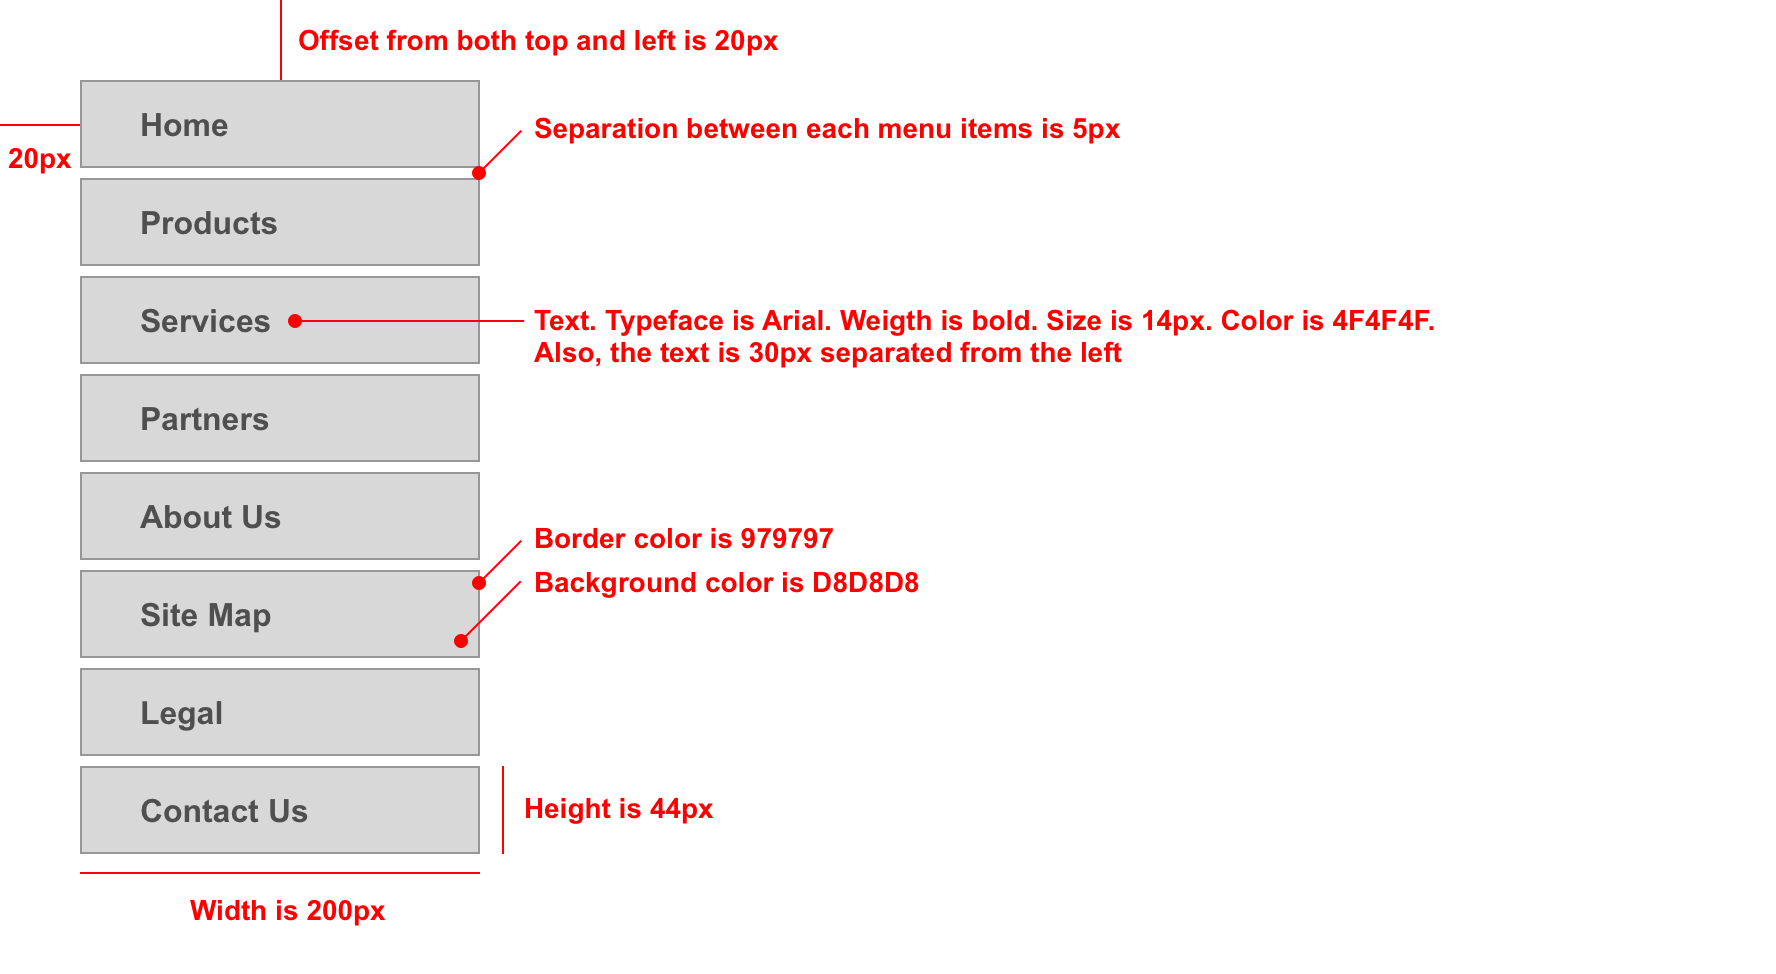 Offset from both top and left is 20px
Home
Separation between each menu items is 5px
20px
Products
Services
Text. Typeface is Arial. Weigth is bold. Size is 14px. Color is 4F4F4F.
Also, the text is 30px separated from the left
Partners
About Us
Border color is 979797
Background color is D8D8D8
Site Map
Legal
Contact Us
Height is 44px
Width is 200px